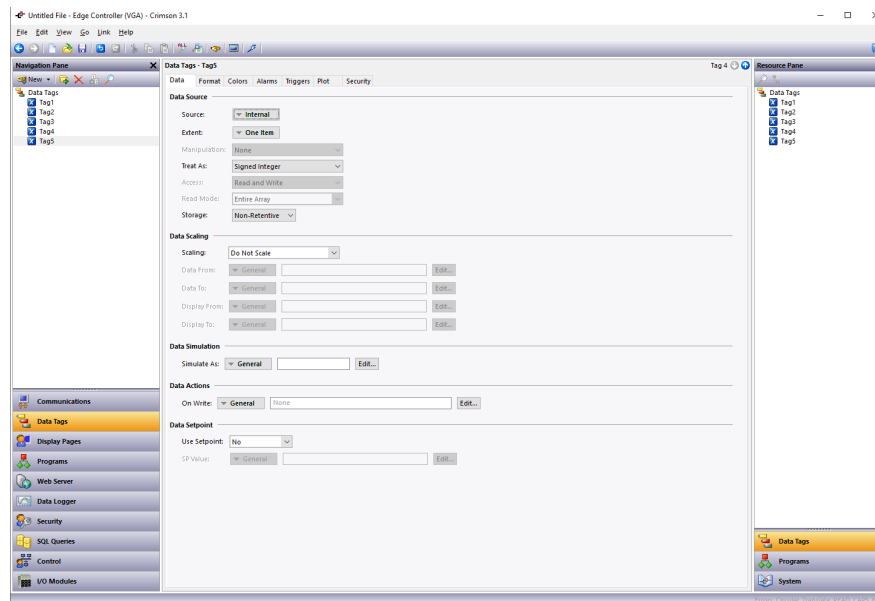 Untitled File - Edge Controller (VGA) - Crimson 3.1
File Edit View Go Link Help
Navigation Pane
New
Data Tags
Tag1
Tag2
Tag3
Tag4
Tag5
Communications
Data Tags
Display Pages
Programs
Web Server
Data Logger
Security
SQL Queries
Control
I/O Modules
Data Tags - Tag5 Tag 4
Data Format Colors Alarms Triggers Plot Security
Data Source
Source: Internal
Extent: One Item
Manipulation: None
Treat As: Signed Integer
Access: Read and Write
Read Mode: Entire Array
Storage: Non-Retentive
Data Scaling
Scaling: Do Not Scale
Data From: General Edit...
Data To: General Edit...
Display From: General Edit...
Display To: General Edit...
Data Simulation
Simulate As: General Edit...
Data Actions
On Write: General None Edit...
Data Setpoint
Use Setpoint: No
SP Value: General Edit...
Resource Pane
Data Tags
Tag1
Tag2
Tag3
Tag4
Tag5
Data Tags
Programs
System